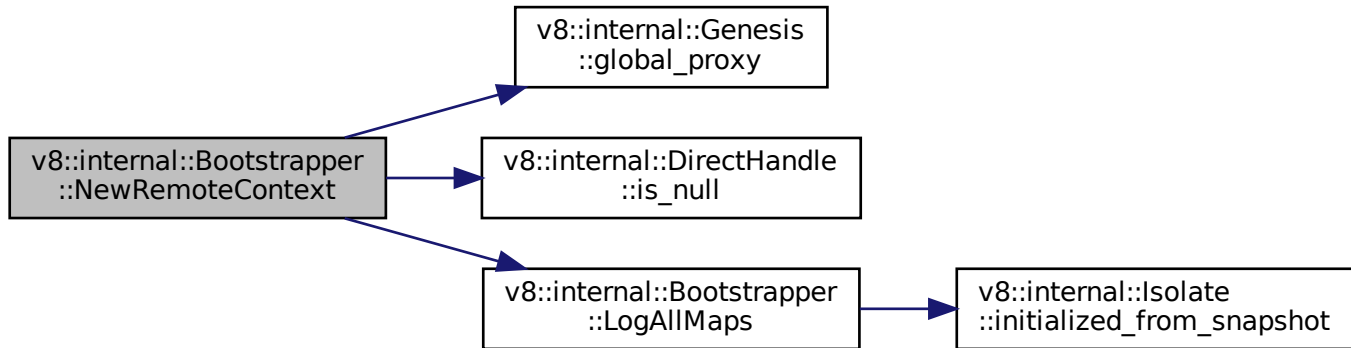 v8::internal::Genesis
::global_proxy
v8::internal::Bootstrapper
::NewRemoteContext
v8::internal::DirectHandle
::is_null
v8::internal::Bootstrapper
::LogAllMaps
v8::internal::Isolate
::initialized_from_snapshot